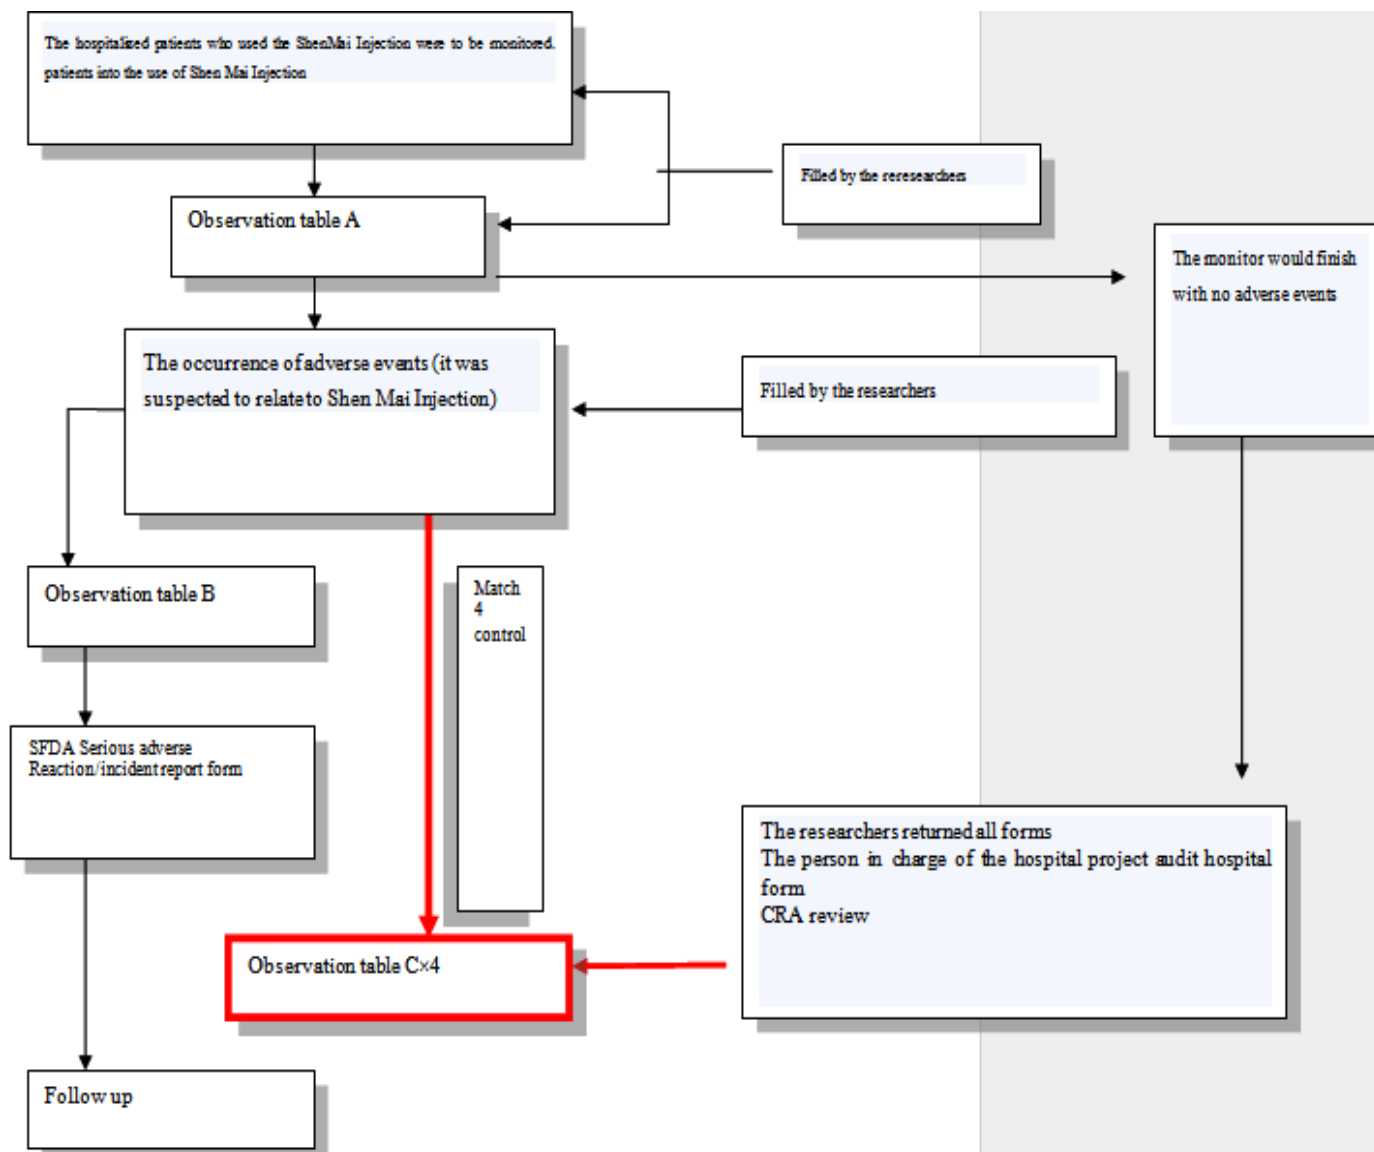 The hospitalized patients who used the ShenMai Injection were to be monitored.
patients into the use of Shen Mai Injection
Filled by the reresearchers
Observation table A
The monitor would finish
with no adverse events
The occurrence of adverse events (it was
suspected to relate to Shen Mai Injection)
Filled by the researchers
Observation table B
Match
4
control
SFDA Serious adverse
Reaction/incident report form
The researchers returned all forms
The person in charge of the hospital project audit hospital
form
CRA review
Observation table C×4
Follow up